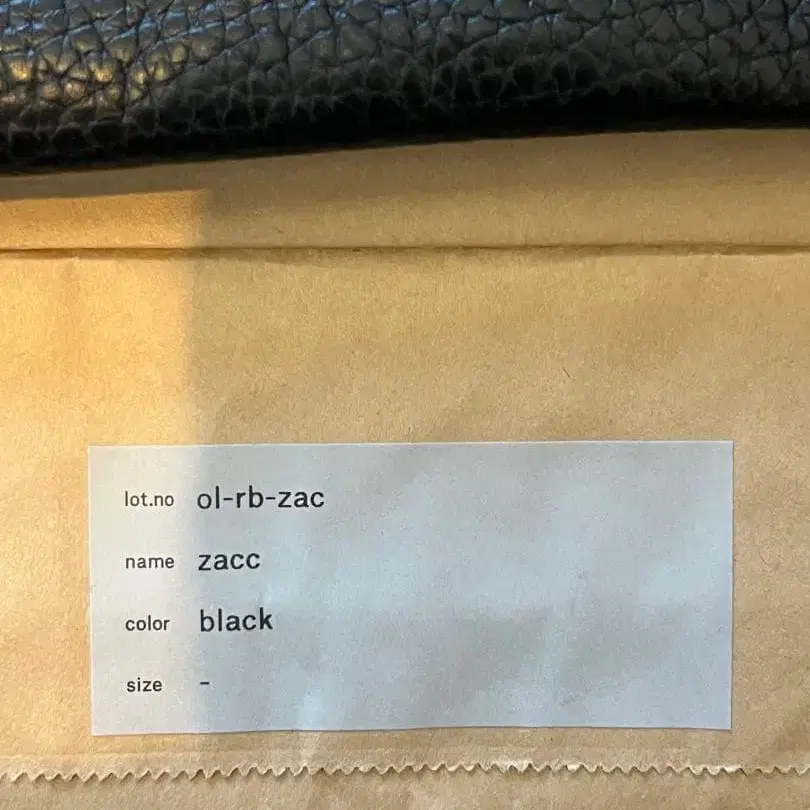 lot.no ol-rb-zac
name zacc
color black
size -